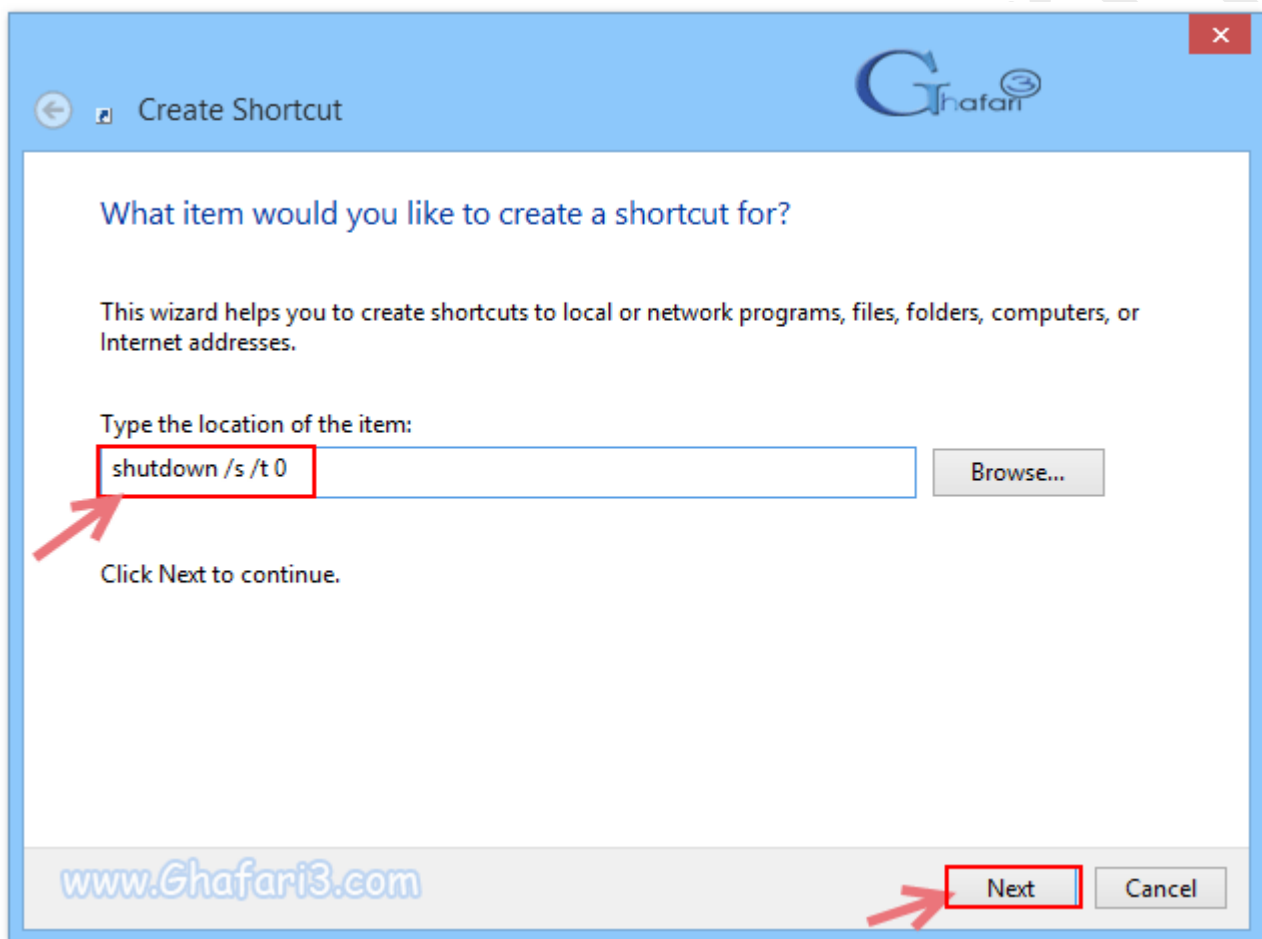 Create Shortcut
Ghafari3
What item would you like to create a shortcut for?
This wizard helps you to create shortcuts to local or network programs, files, folders, computers, or
Internet addresses.
Type the location of the item:
shutdown /s /t 0
Browse...
Click Next to continue.
www.Ghafari3.com
Next
Cancel